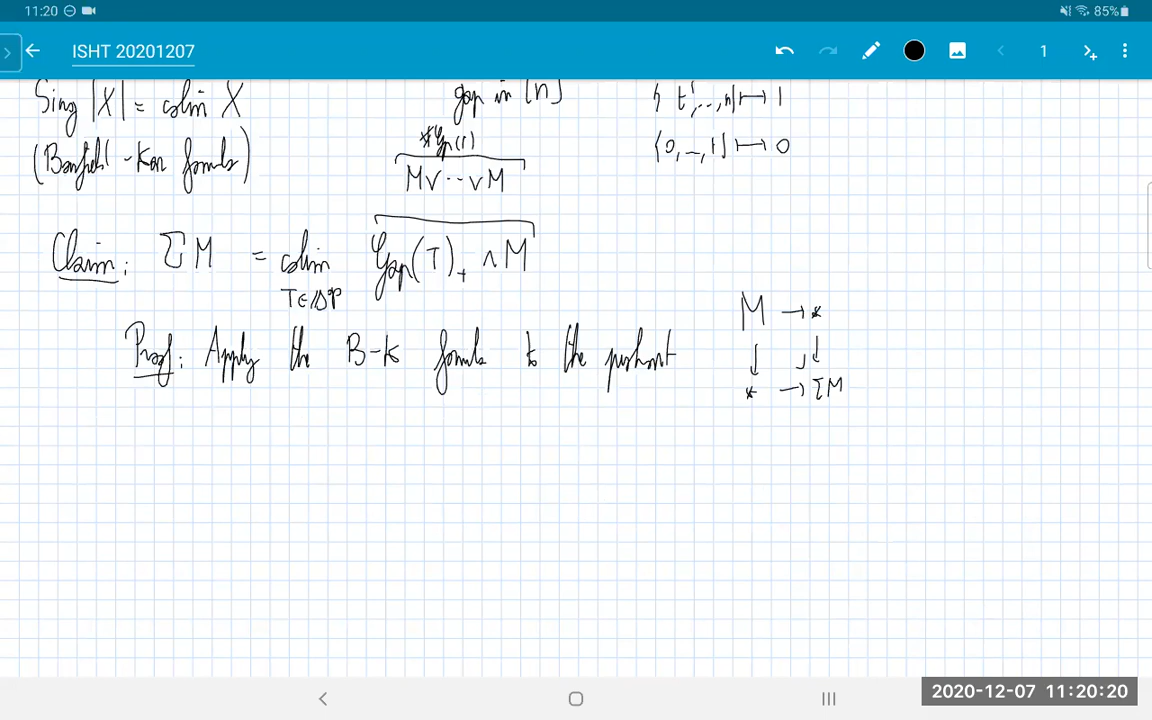 11:20
85%
ISHT 20201207
1
Sing |X| = colim X
gap in [n]
{t',...,n} ↦ 1
(Bousfield-Kan formula)
#Gap(T)
{0,...,t} ↦ 0
M∨···∨M
Claim: ΣM = colim Gap(T)₊ ∧ M
T∈Δᵒᵖ
Proof: Apply the B-K formula to the pushout
M → *
↓ ↓
* → ΣM
2020-12-07 11:20:20